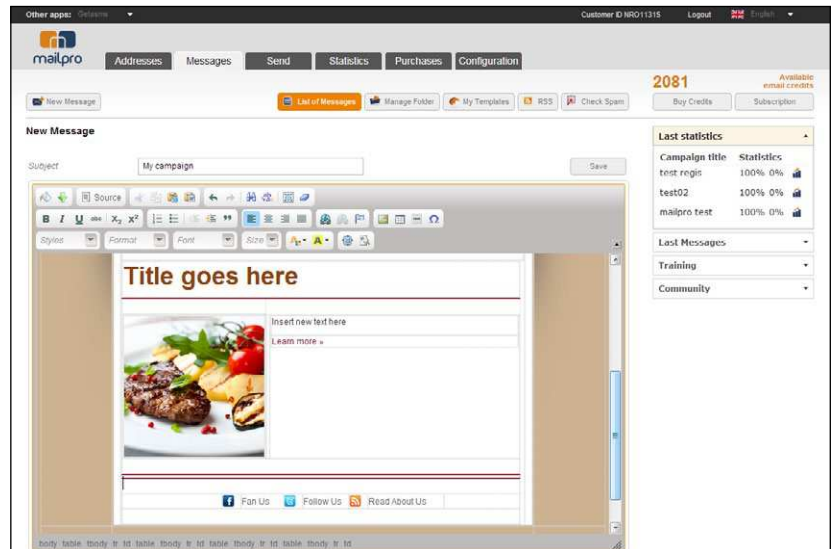 Other apps: Gelasms
Customer ID NRO11315 Logout English
mailpro
Addresses Messages Send Statistics Purchases Configuration
2081 Available email credits
New Message List of Messages Manage Folder My Templates RSS Check Spam Buy Credits Subscription
New Message
Last statistics
Subject My campaign Save
Campaign title Statistics
test regis 100% 0%
test02 100% 0%
mailpro test 100% 0%
Source
B I U abc X₂ X²
Styles Format Font Size
Last Messages
Training
Community
Title goes here
Insert new text here
Learn more »
Fan Us Follow Us Read About Us
body table tbody tr td table tbody tr td table tbody tr td table tbody tr td